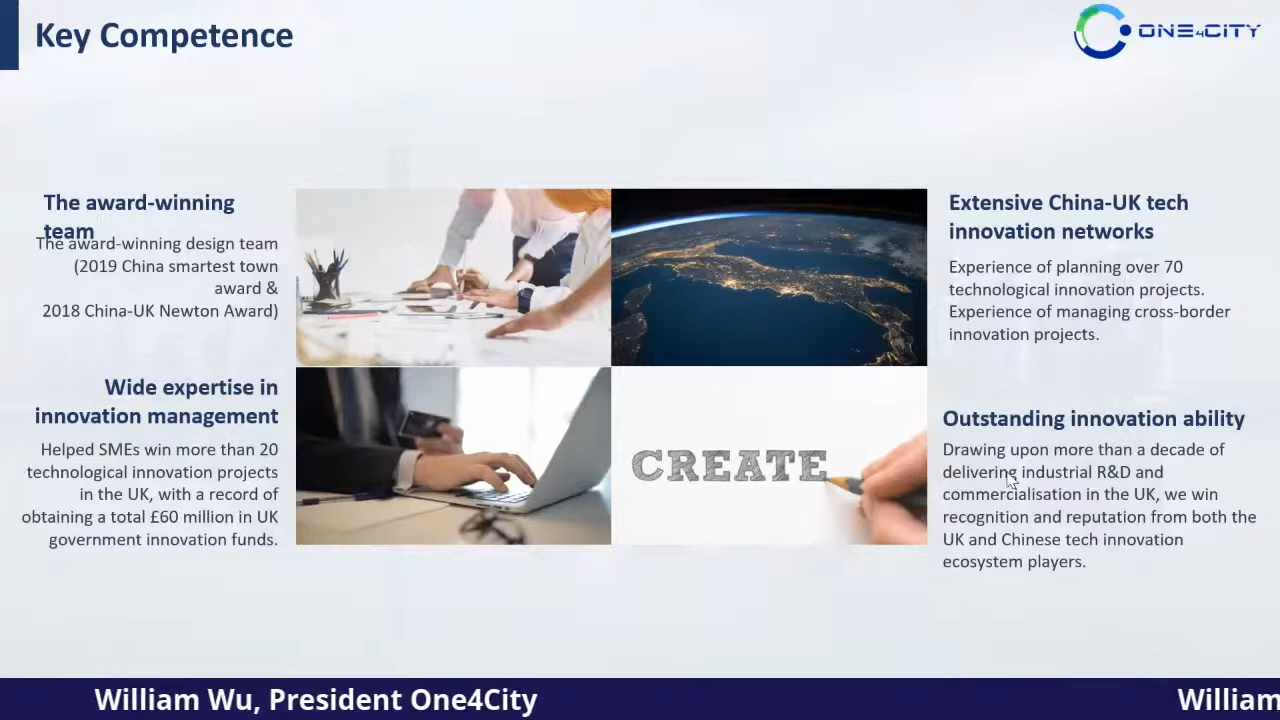 Key Competence
ONE4CITY
The award-winning
team
The award-winning design team
(2019 China smartest town
award &
2018 China-UK Newton Award)
Wide expertise in
innovation management
Helped SMEs win more than 20
technological innovation projects
in the UK, with a record of
obtaining a total £60 million in UK
government innovation funds.
CREATE
Extensive China-UK tech
innovation networks
Experience of planning over 70
technological innovation projects.
Experience of managing cross-border
innovation projects.
Outstanding innovation ability
Drawing upon more than a decade of
delivering industrial R&D and
commercialisation in the UK, we win
recognition and reputation from both the
UK and Chinese tech innovation
ecosystem players.
William Wu, President One4City
William